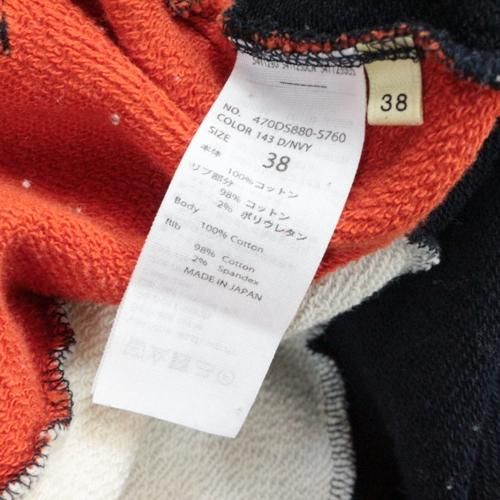 NO. 470DS880-5760
COLOR 143 D/NVY
SIZE 38
本体 100%コットン
リブ部分
98% コットン
2% ポリウレタン
Body 100% Cotton
Rib
98% Cotton
2% Spandex
MADE IN JAPAN
38